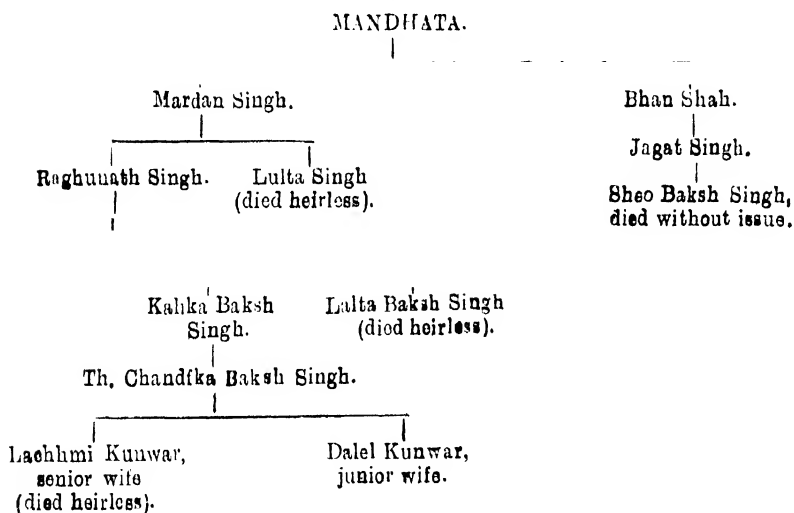 MANDHATA.
Mardan Singh.
Bhan Shah.
Raghunath Singh.
Lulta Singh
(died heirless).
Jagat Singh.
Sheo Baksh Singh,
died without issue.
Kalika Baksh
Singh.
Lalta Baksh Singh
(died heirless).
Th. Chandika Baksh Singh.
Lachhmi Kunwar,
senior wife
(died heirless).
Dalel Kunwar,
junior wife.